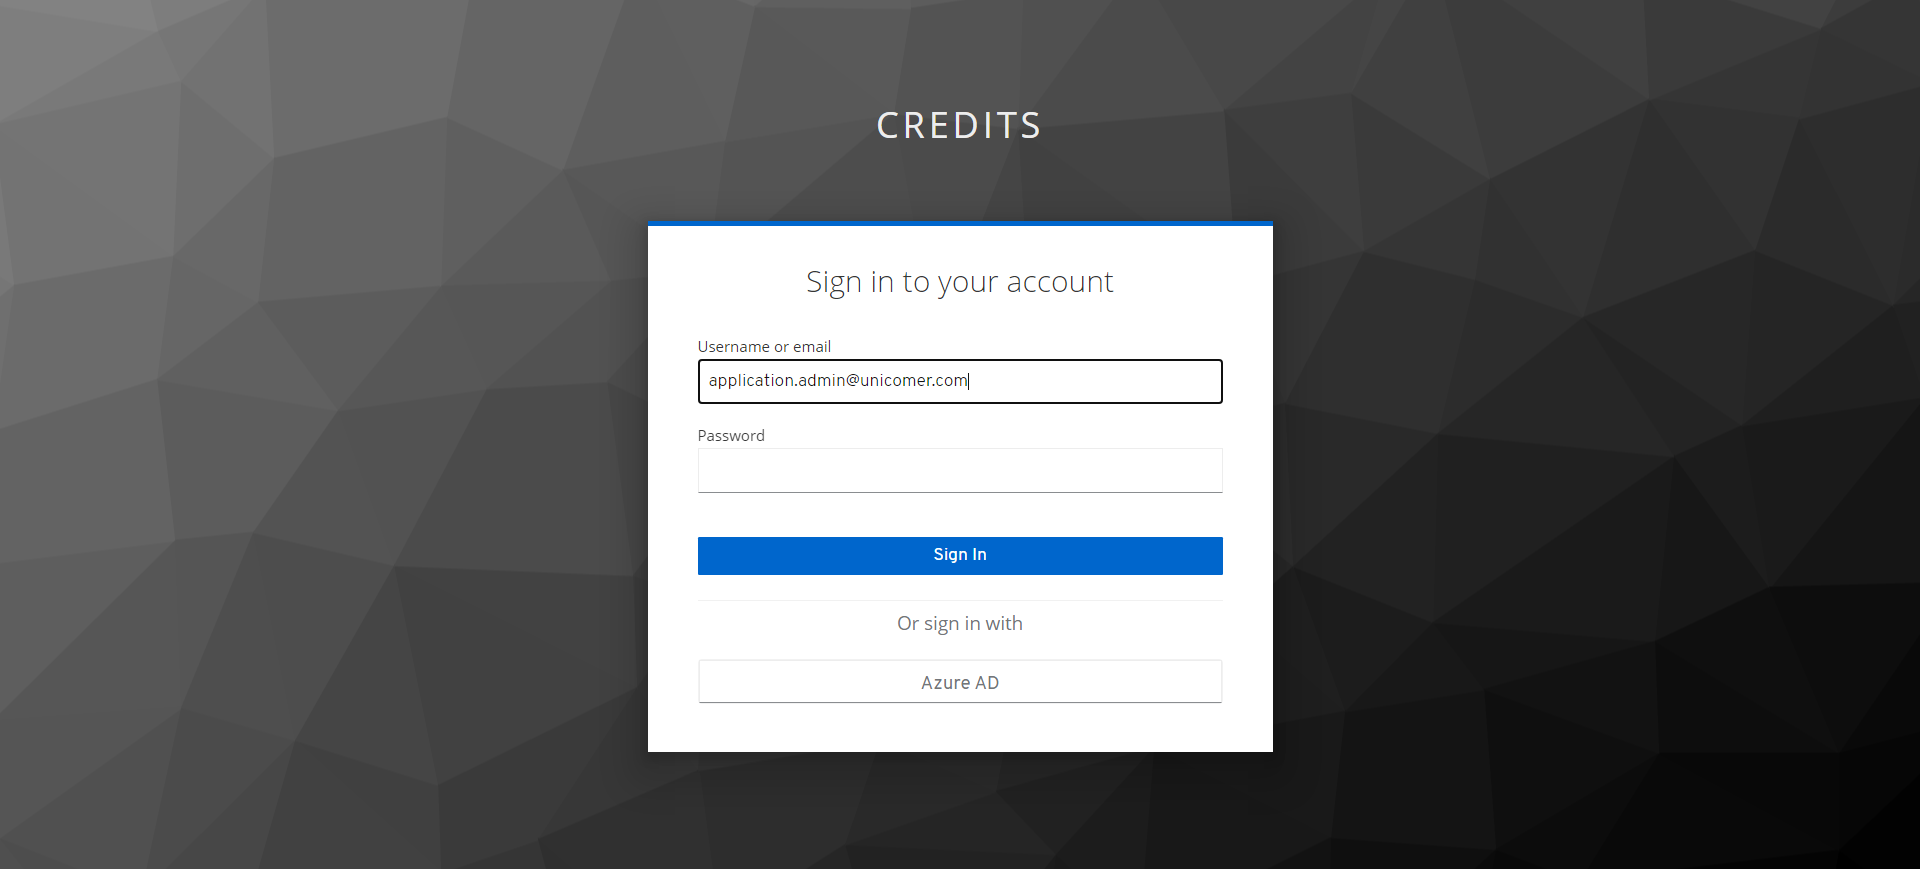 CREDITS
Sign in to your account
Username or email
application.admin@unicomer.com
Password
Sign In
Or sign in with
Azure AD